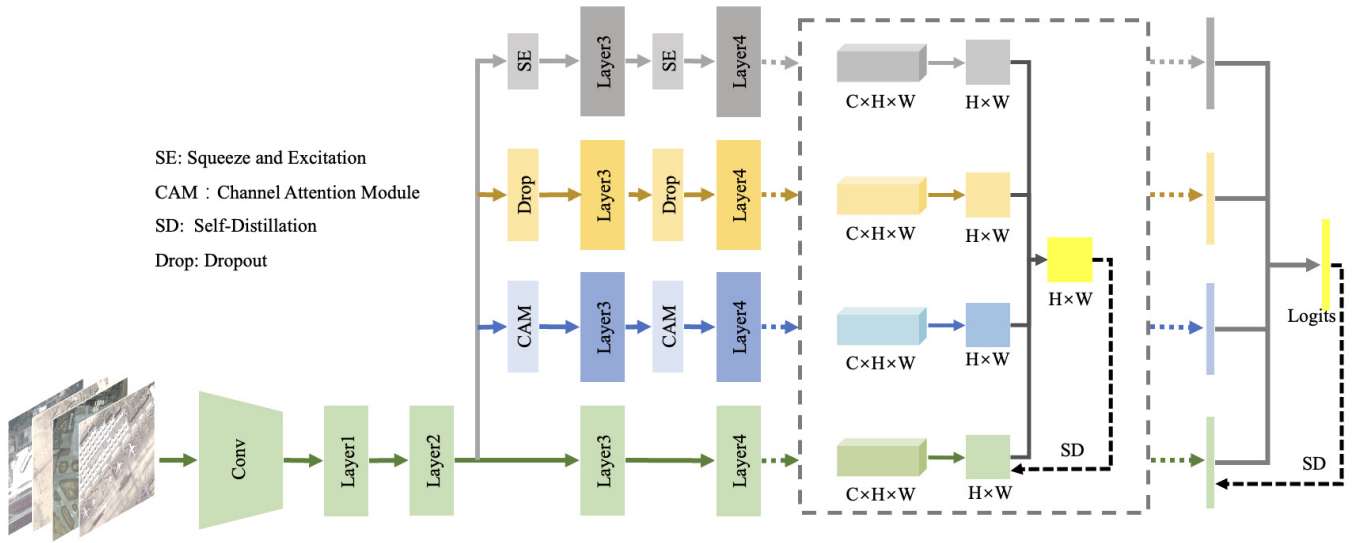 SE
Layer3
SE
Layer4
C×H×W
H×W
SE: Squeeze and Excitation
CAM：Channel Attention Module
SD: Self-Distillation
Drop: Dropout
Drop
Layer3
Drop
Layer4
C×H×W
H×W
H×W
CAM
Layer3
CAM
Layer4
C×H×W
H×W
Logits
Conv
Layer1
Layer2
Layer3
Layer4
C×H×W
H×W
SD
SD